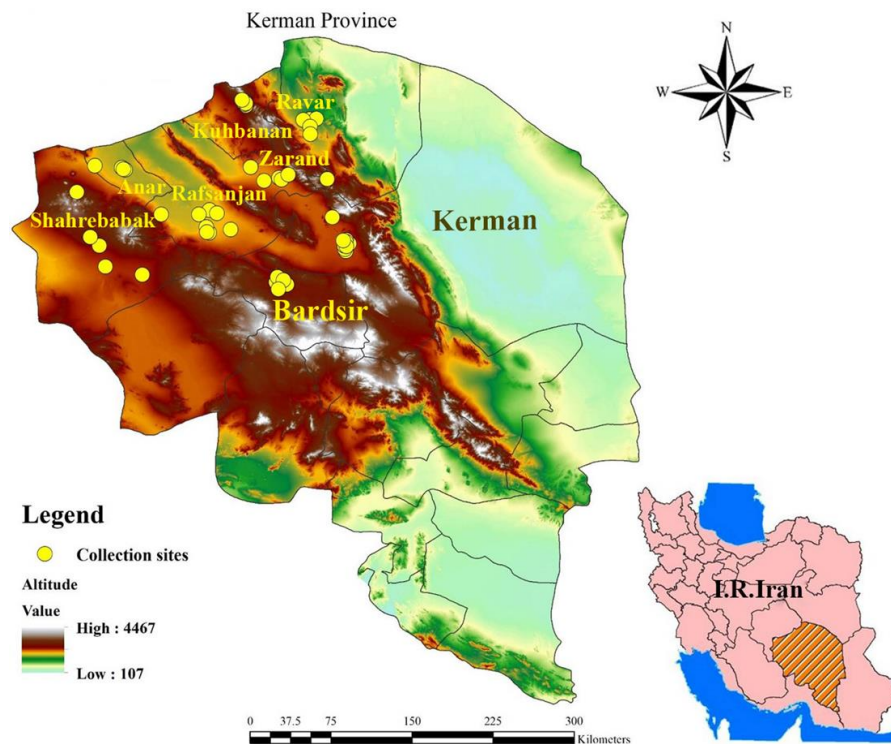 Kerman Province
N
W
E
S
Ravar
Kuhbanan
Zarand
Anar
Rafsanjan
Shahrebabak
Kerman
Bardsir
Legend
Collection sites
Altitude
Value
High : 4467
Low : 107
I.R.Iran
0 37.5 75 150 225 300
Kilometers